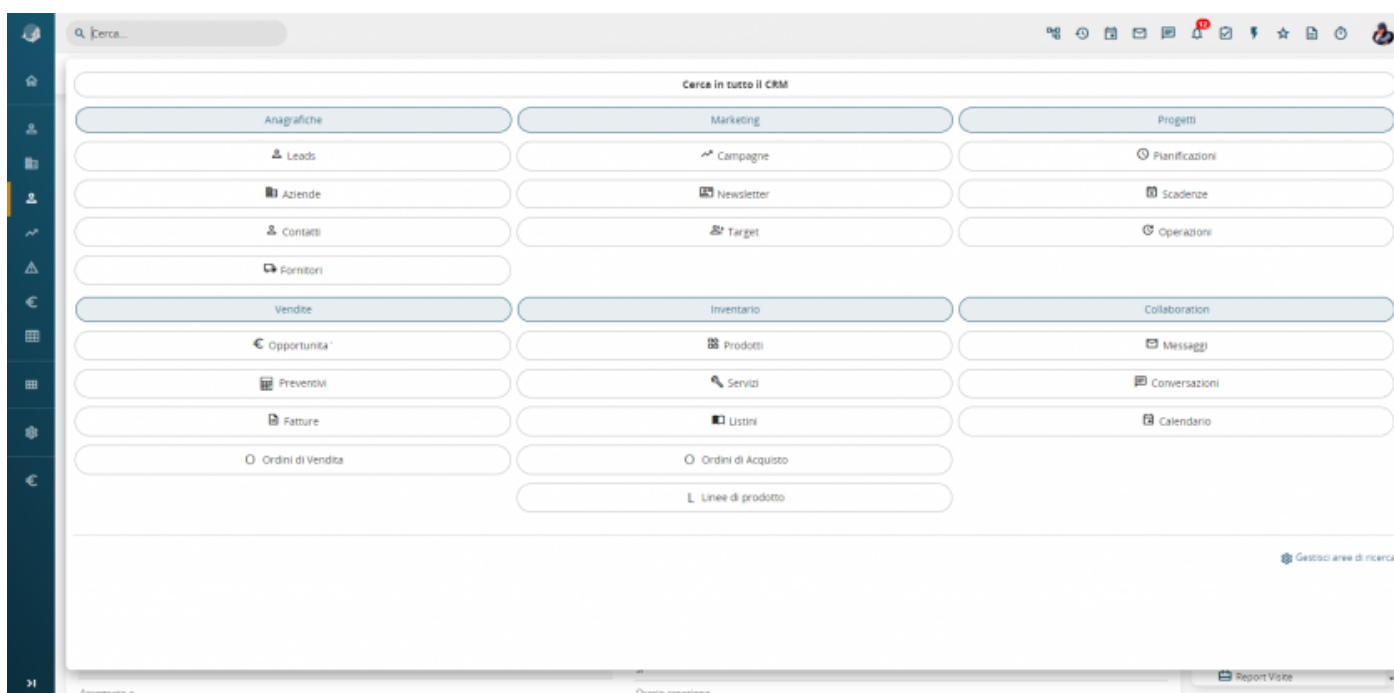 Cerca...
12
Cerca in tutto il CRM
Anagrafiche
Marketing
Progetti
Leads
Campagne
Pianificazioni
Aziende
Newsletter
Scadenze
Contatti
Target
Operazioni
Fornitori
Vendite
Inventario
Collaboration
Opportunita'
Prodotti
Messaggi
Preventivi
Servizi
Conversazioni
Fatture
Listini
Calendario
O Ordini di Vendita
O Ordini di Acquisto
L Linee di prodotto
Gestisci aree di ricerca
Report Visite